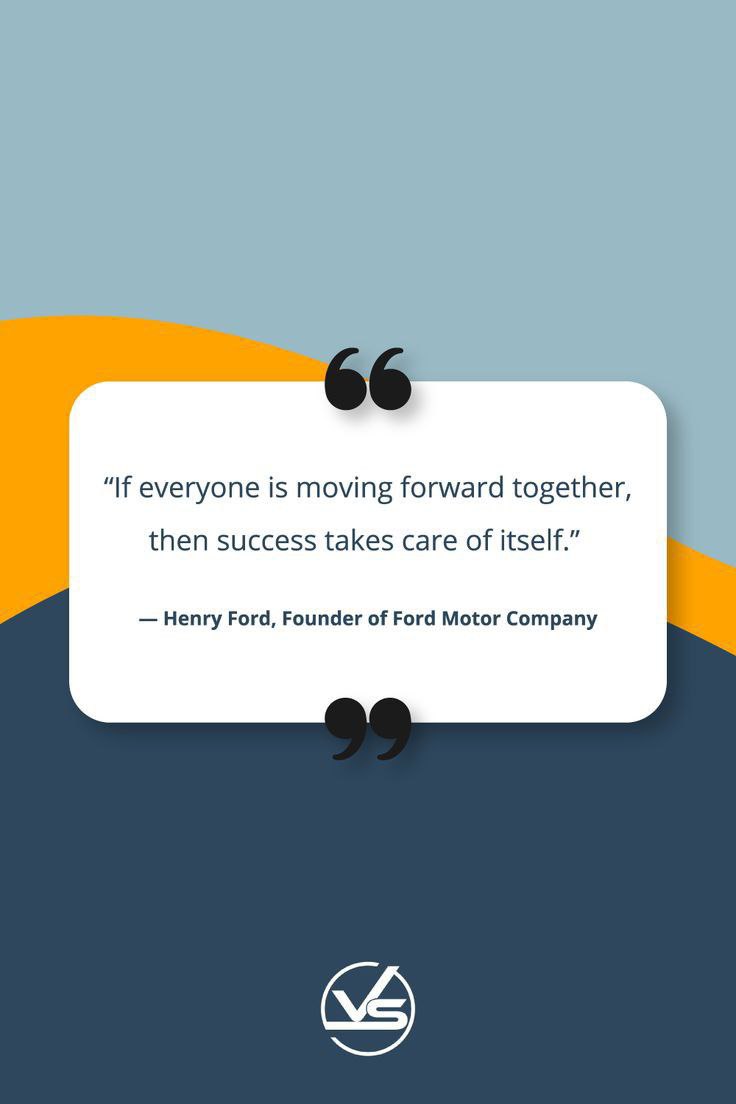 “If everyone is moving forward together,
then success takes care of itself.”
— Henry Ford, Founder of Ford Motor Company
VS